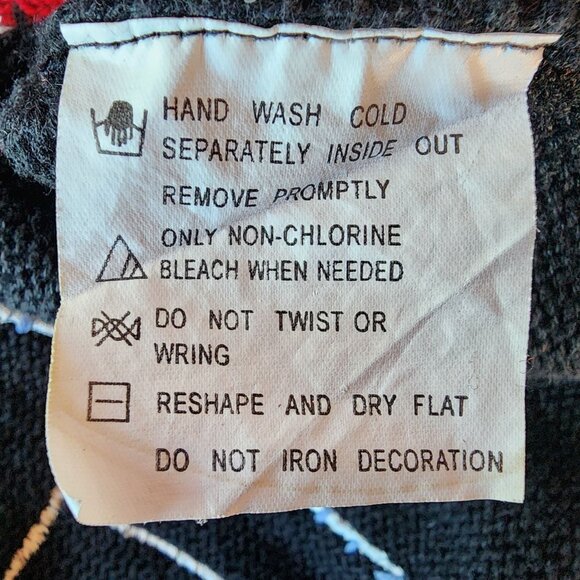 HAND WASH COLD
SEPARATELY INSIDE OUT
REMOVE PROMPTLY
ONLY NON-CHLORINE
BLEACH WHEN NEEDED
DO NOT TWIST OR
WRING
RESHAPE AND DRY FLAT
DO NOT IRON DECORATION